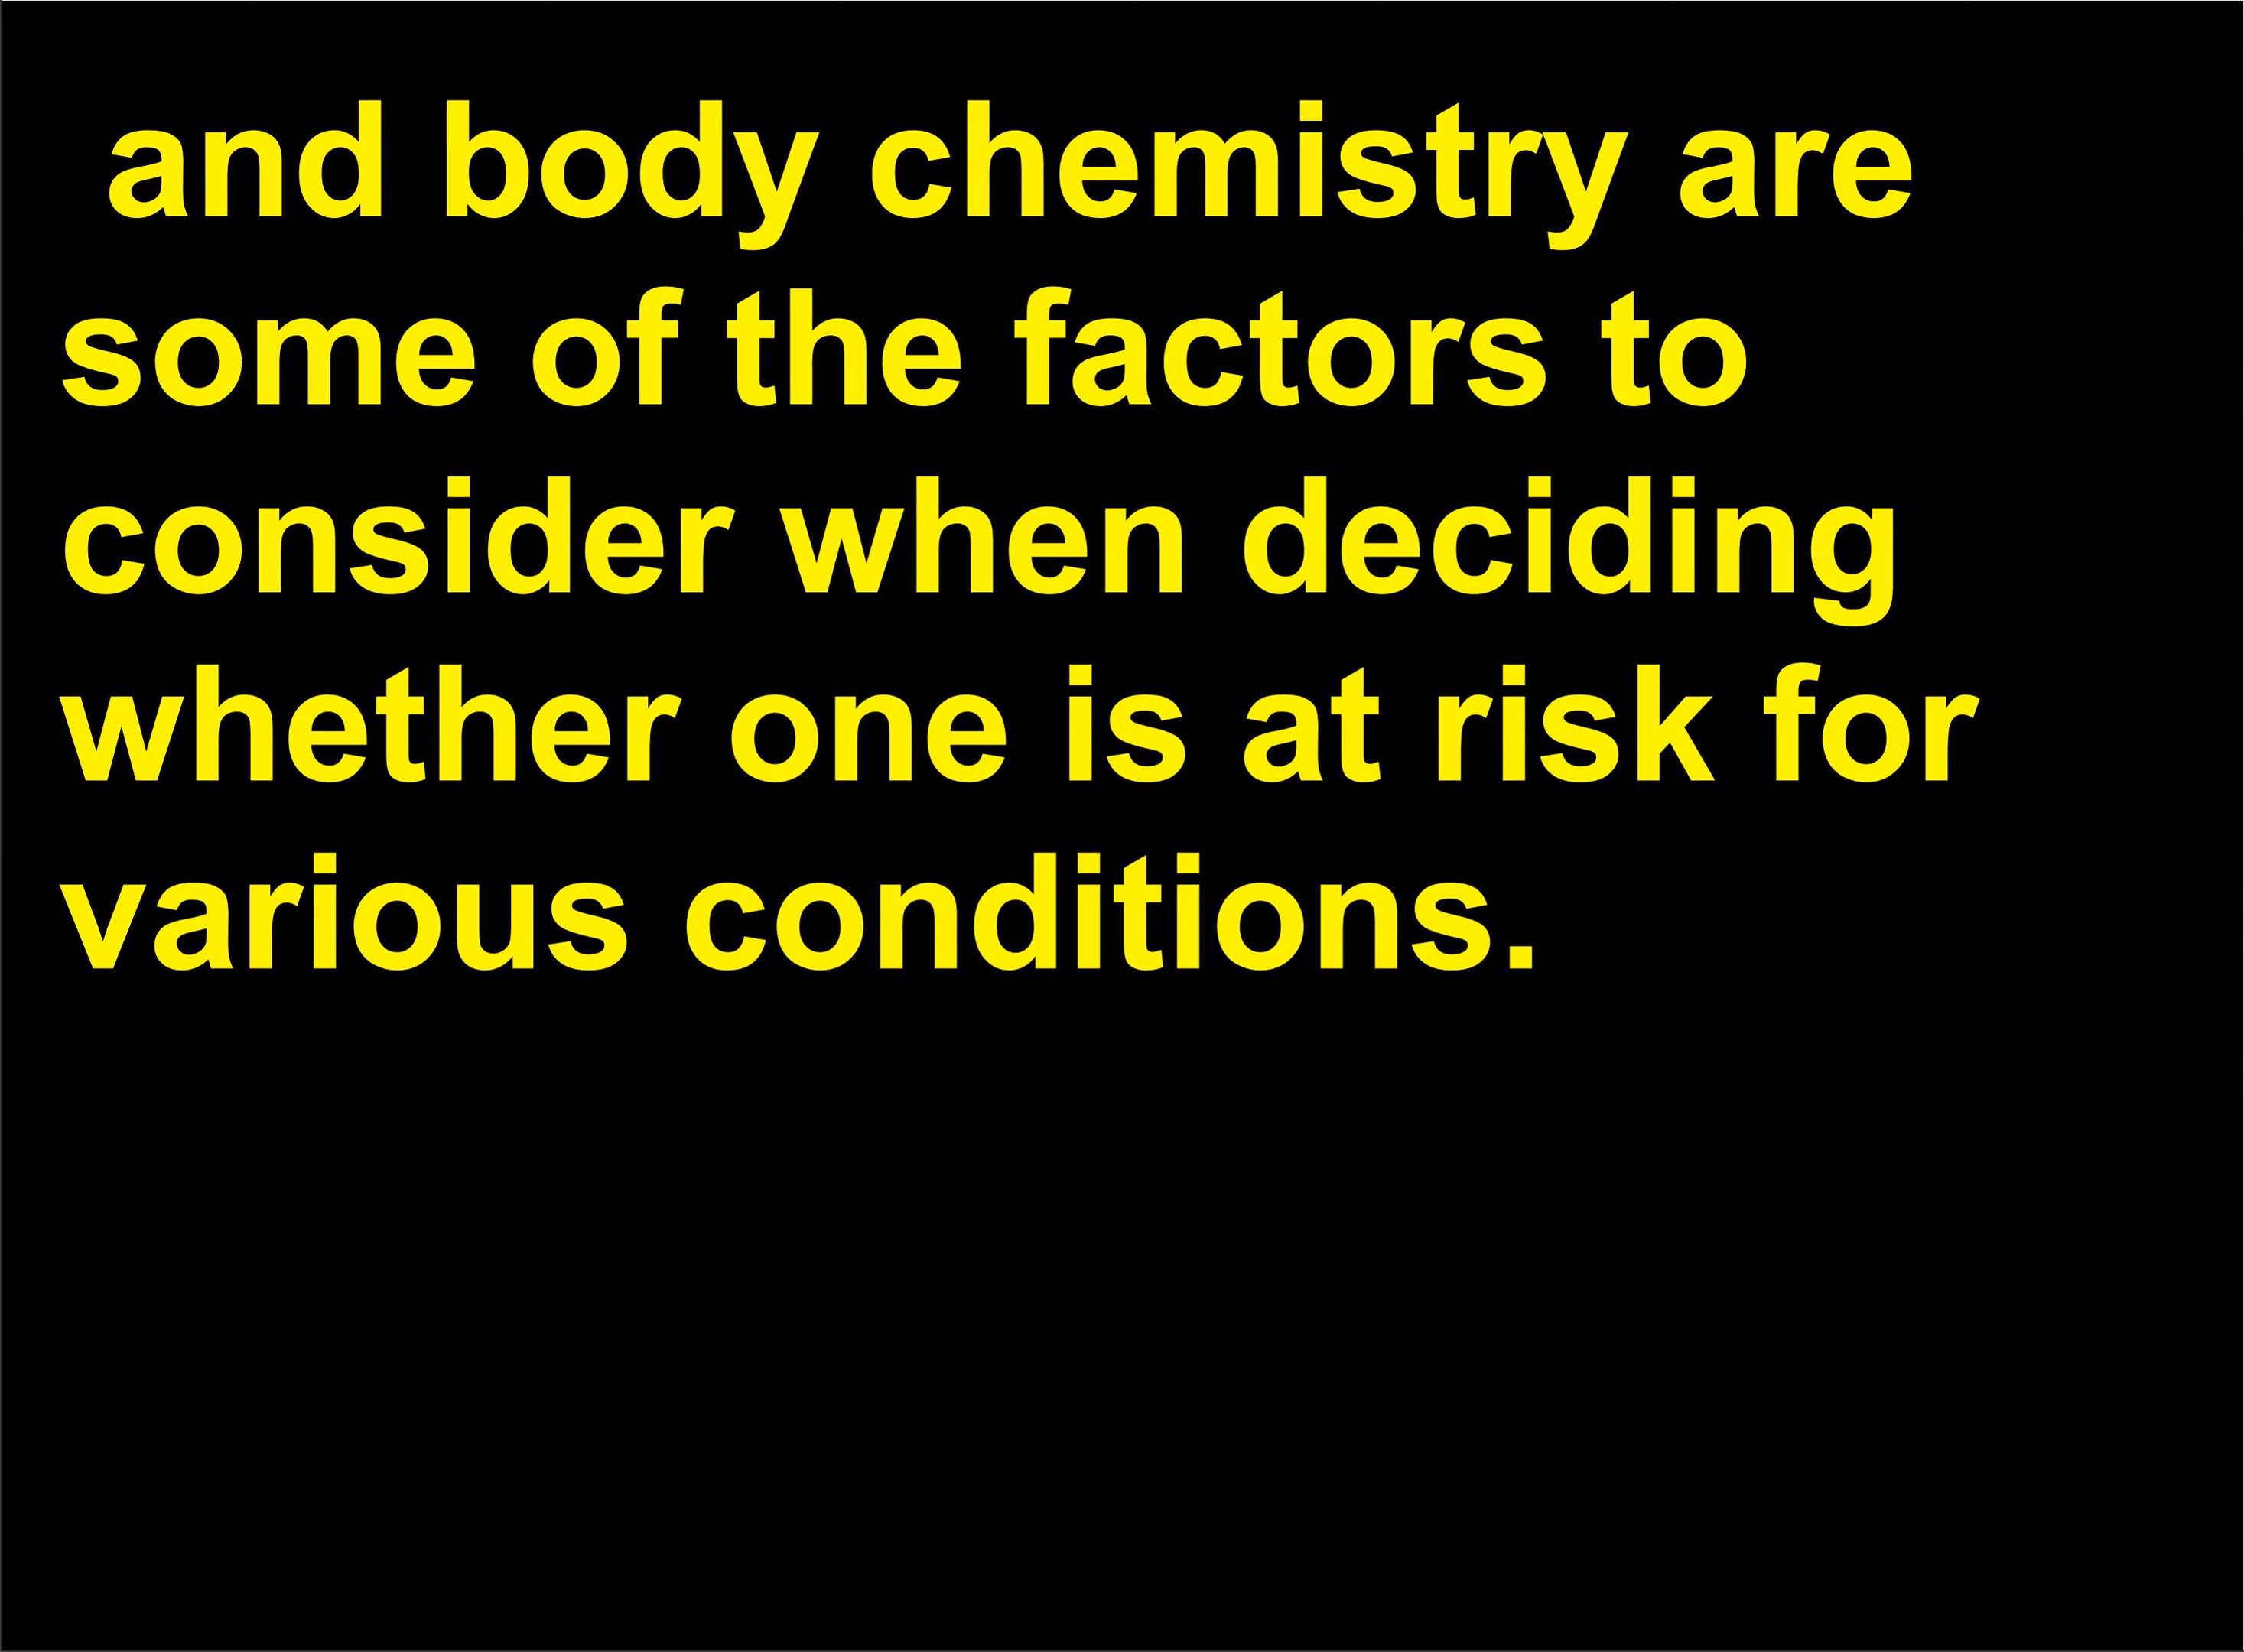 and body chemistry are
some of the factors to
consider when deciding
whether one is at risk for
various conditions.